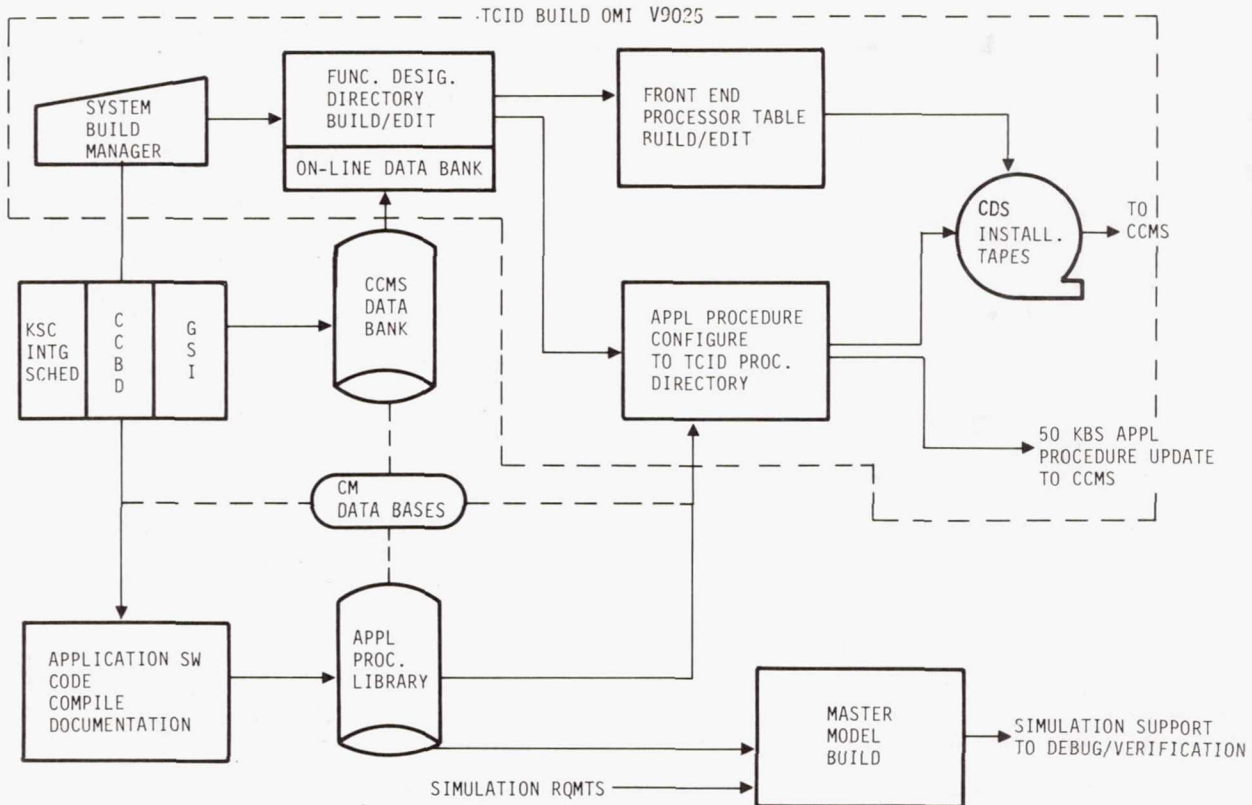 TCID BUILD OMI V9025
SYSTEM
BUILD
MANAGER
FUNC. DESIG.
DIRECTORY
BUILD/EDIT
ON-LINE DATA BANK
FRONT END
PROCESSOR TABLE
BUILD/EDIT
CDS
INSTALL.
TAPES
TO
CCMS
KSC
INTG
SCHED
C
C
B
D
G
S
I
CCMS
DATA
BANK
APPL PROCEDURE
CONFIGURE
TO TCID PROC.
DIRECTORY
50 KBS APPL
PROCEDURE UPDATE
TO CCMS
CM
DATA BASES
APPLICATION SW
CODE
COMPILE
DOCUMENTATION
APPL
PROC.
LIBRARY
MASTER
MODEL
BUILD
SIMULATION SUPPORT
TO DEBUG/VERIFICATION
SIMULATION RQMTS